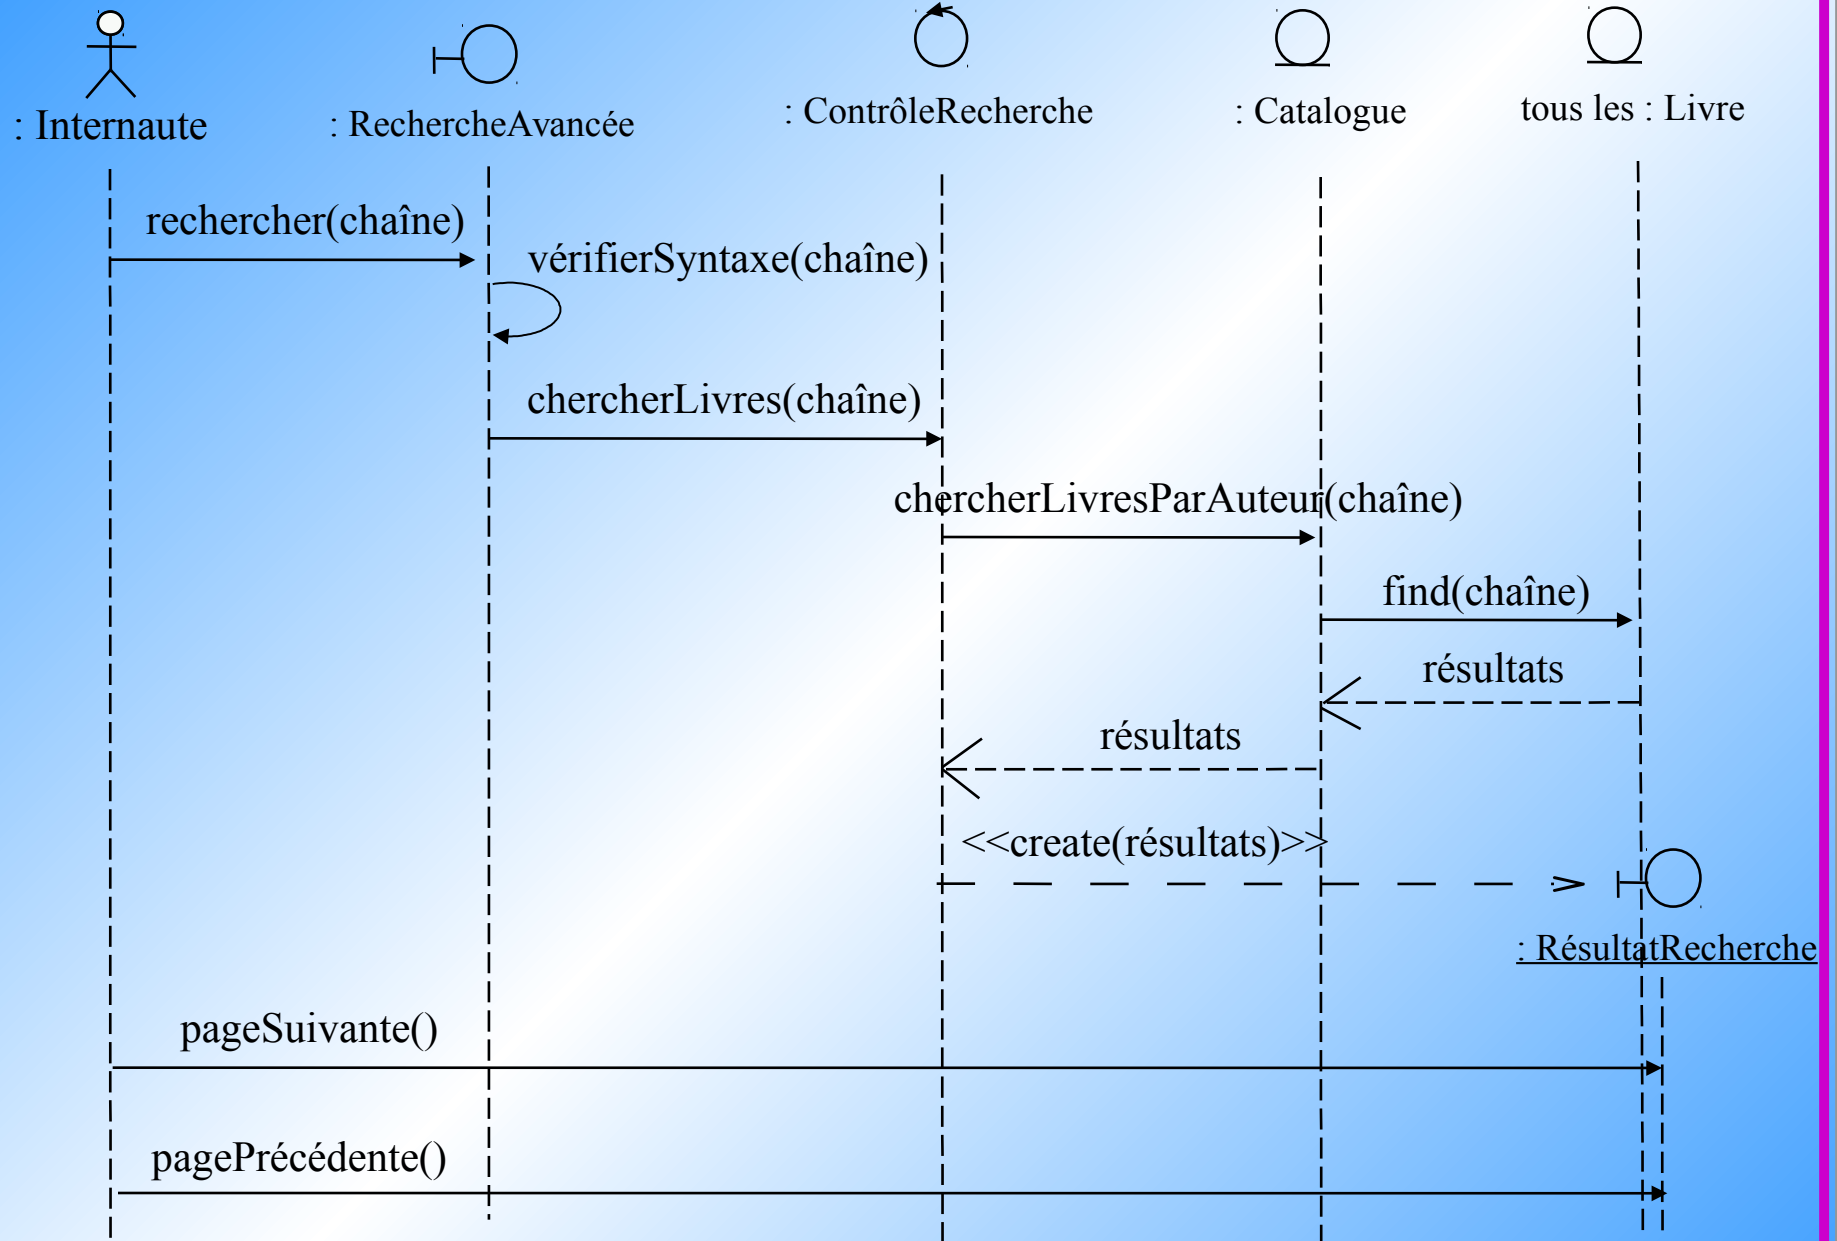 : Internaute
: RechercheAvancée
: ContrôleRecherche
: Catalogue
tous les : Livre
rechercher(chaîne)
vérifierSyntaxe(chaîne)
chercherLivres(chaîne)
chercherLivresParAuteur(chaîne)
find(chaîne)
résultats
résultats
<<create(résultats)>>
: RésultatRecherche
pageSuivante()
pagePrécédente()